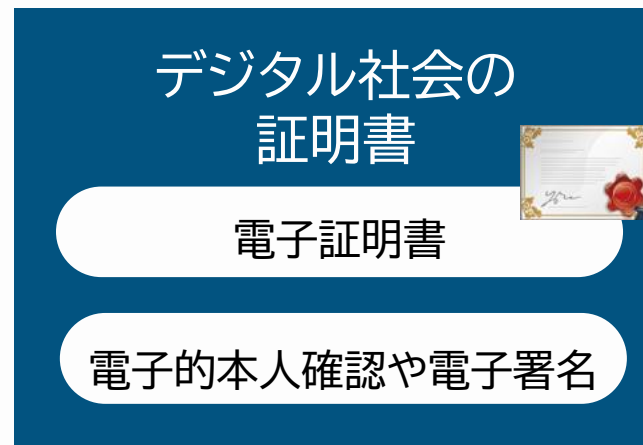 デジタル社会の
証明書
電子証明書
電子的本人確認や電子署名